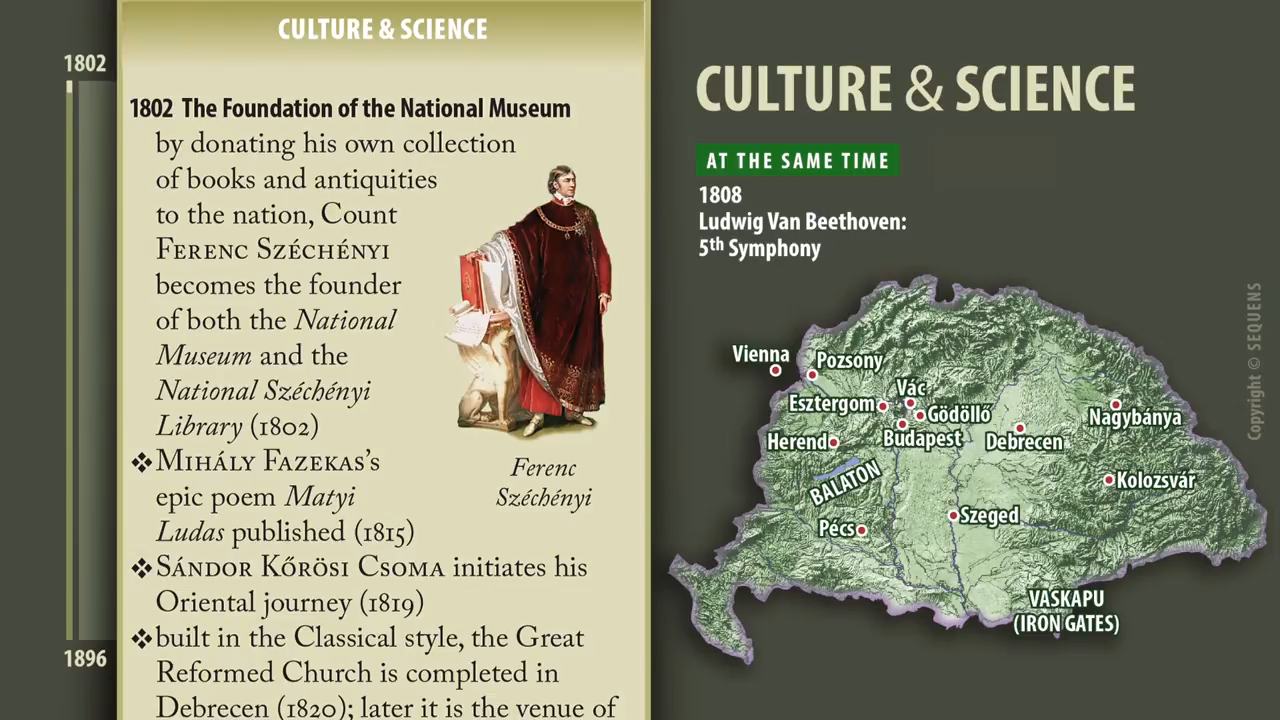 CULTURE & SCIENCE
1802
1896
1802 The Foundation of the National Museum
by donating his own collection
of books and antiquities
to the nation, Count
FERENC SZÉCHÉNYI
becomes the founder
of both the National
Museum and the
National Széchényi
Library (1802)
❖ MIHÁLY FAZEKAS’S
epic poem Matyi
Ludas published (1815)
❖ SÁNDOR KŐRÖSI CSOMA initiates his
Oriental journey (1819)
❖ built in the Classical style, the Great
Reformed Church is completed in
Debrecen (1820); later it is the venue of
Ferenc
Széchényi
CULTURE & SCIENCE
AT THE SAME TIME
1808
Ludwig Van Beethoven:
5th Symphony
Vienna
Pozsony
Vác
Esztergom
Gödöllő
Nagybánya
Herend
Budapest
Debrecen
BALATON
Kolozsvár
Pécs
Szeged
VASKAPU
(IRON GATES)
Copyright © SEQUENS